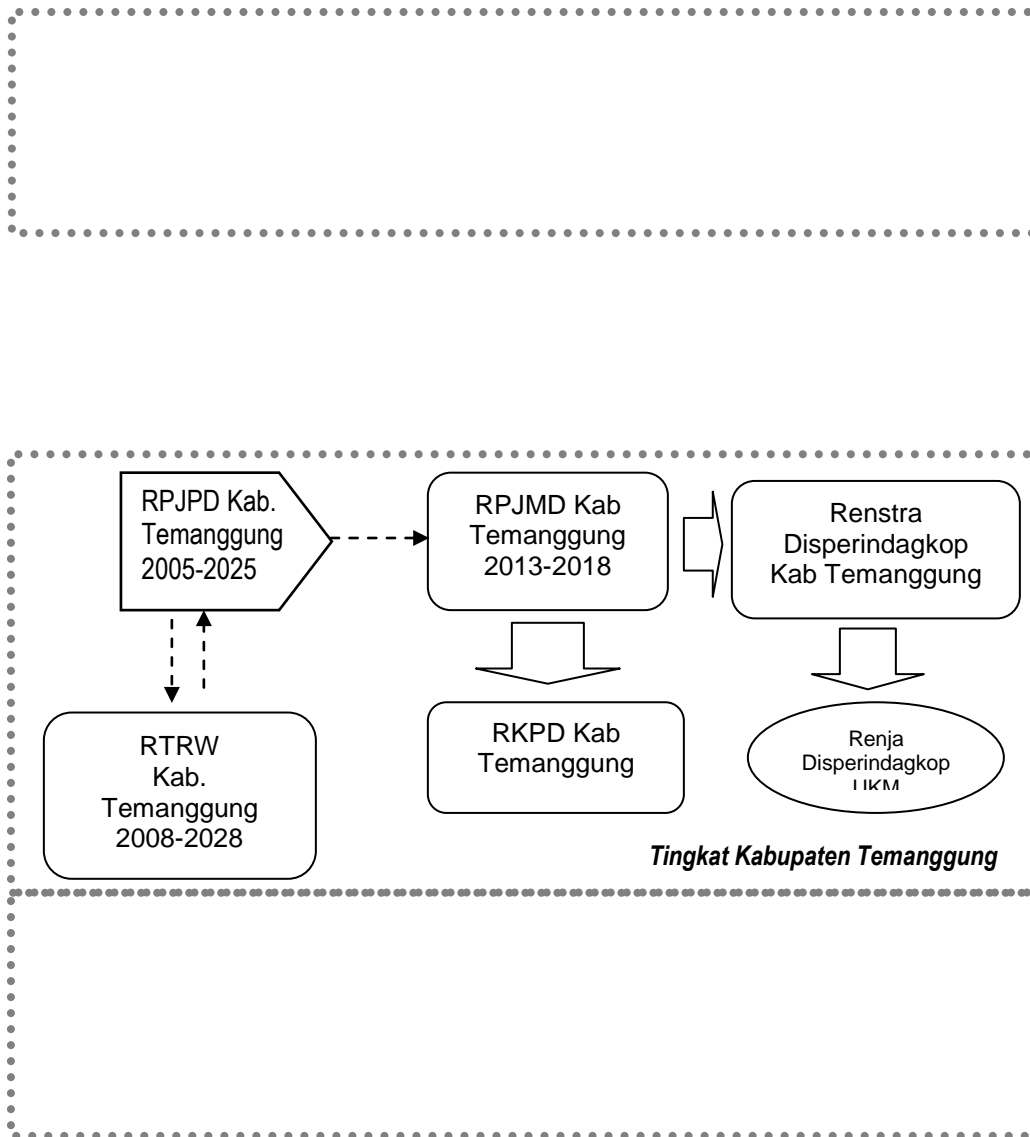 RPJPD Kab.
Temanggung
2005-2025
RPJMD Kab
Temanggung
2013-2018
Renstra
Disperindagkop
Kab Temanggung
RTRW
Kab.
Temanggung
2008-2028
RKPD Kab
Temanggung
Renja
Disperindagkop
UKM
Tingkat Kabupaten Temanggung